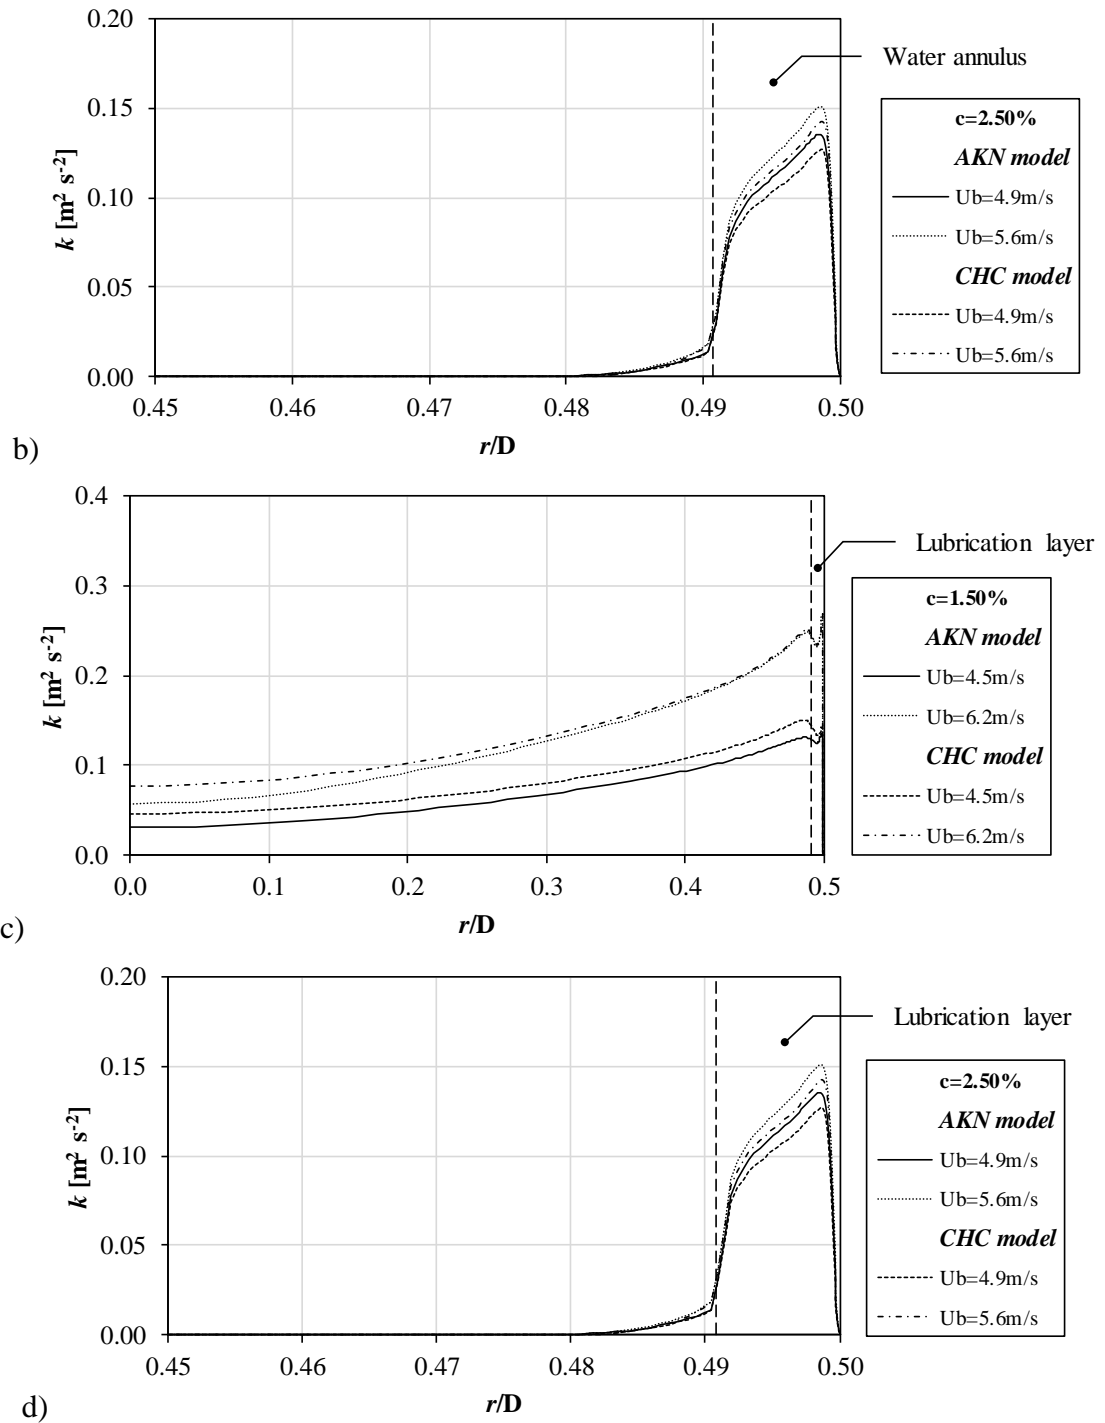 0.20
0.15
0.10
0.05
0.00
k [m² s⁻²]
0.45 0.46 0.47 0.48 0.49 0.50
r/D
Water annulus
c=2.50%
AKN model
Ub=4.9m/s
Ub=5.6m/s
CHC model
Ub=4.9m/s
Ub=5.6m/s
b)
0.4
0.3
0.2
0.1
0.0
k [m² s⁻²]
0.0 0.1 0.2 0.3 0.4 0.5
r/D
Lubrication layer
c=1.50%
AKN model
Ub=4.5m/s
Ub=6.2m/s
CHC model
Ub=4.5m/s
Ub=6.2m/s
c)
0.20
0.15
0.10
0.05
0.00
k [m² s⁻²]
0.45 0.46 0.47 0.48 0.49 0.50
r/D
Lubrication layer
c=2.50%
AKN model
Ub=4.9m/s
Ub=5.6m/s
CHC model
Ub=4.9m/s
Ub=5.6m/s
d)